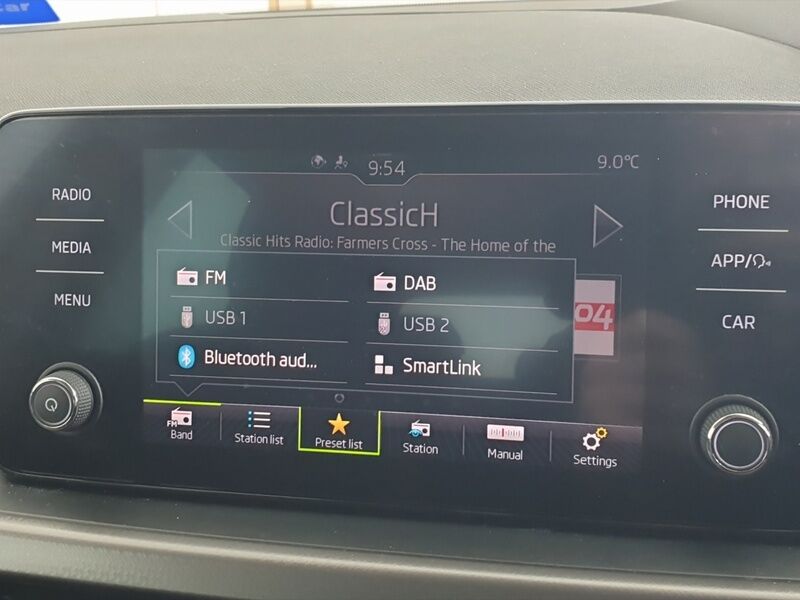 car
9:54
9.0°C
RADIO
MEDIA
MENU
ClassicH
Classic Hits Radio: Farmers Cross - The Home of the
FM
DAB
USB 1
USB 2
Bluetooth aud...
SmartLink
04
PHONE
APP/
CAR
FM
Band
Station list
Preset list
Station
Manual
Settings